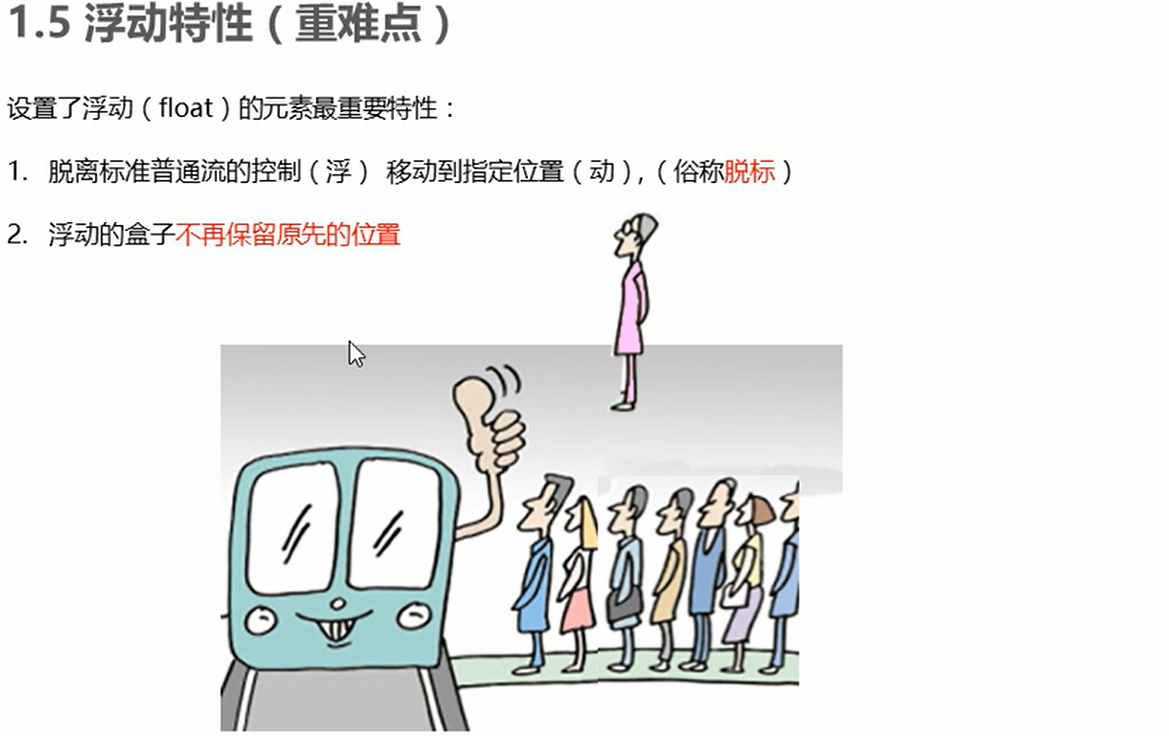 1.5 浮动特性（重难点）
设置了浮动（float）的元素最重要特性：
1. 脱离标准普通流的控制（浮） 移动到指定位置（动），（俗称脱标）
2. 浮动的盒子不再保留原先的位置